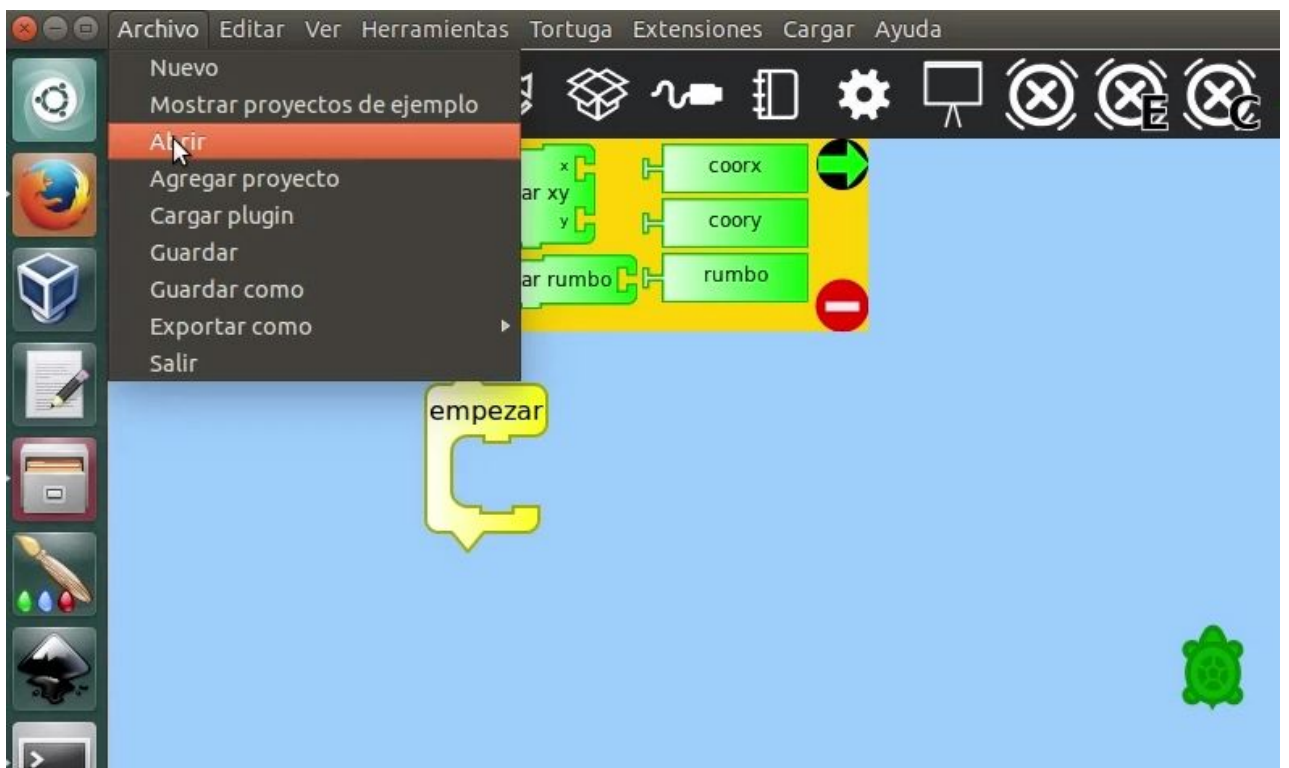 Archivo Editar Ver Herramientas Tortuga Extensiones Cargar Ayuda
Nuevo
Mostrar proyectos de ejemplo
Abrir
Agregar proyecto
Cargar plugin
Guardar
Guardar como
Exportar como
Salir
E
C
x
ar xy
y
coorx
coory
ar rumbo
rumbo
empezar